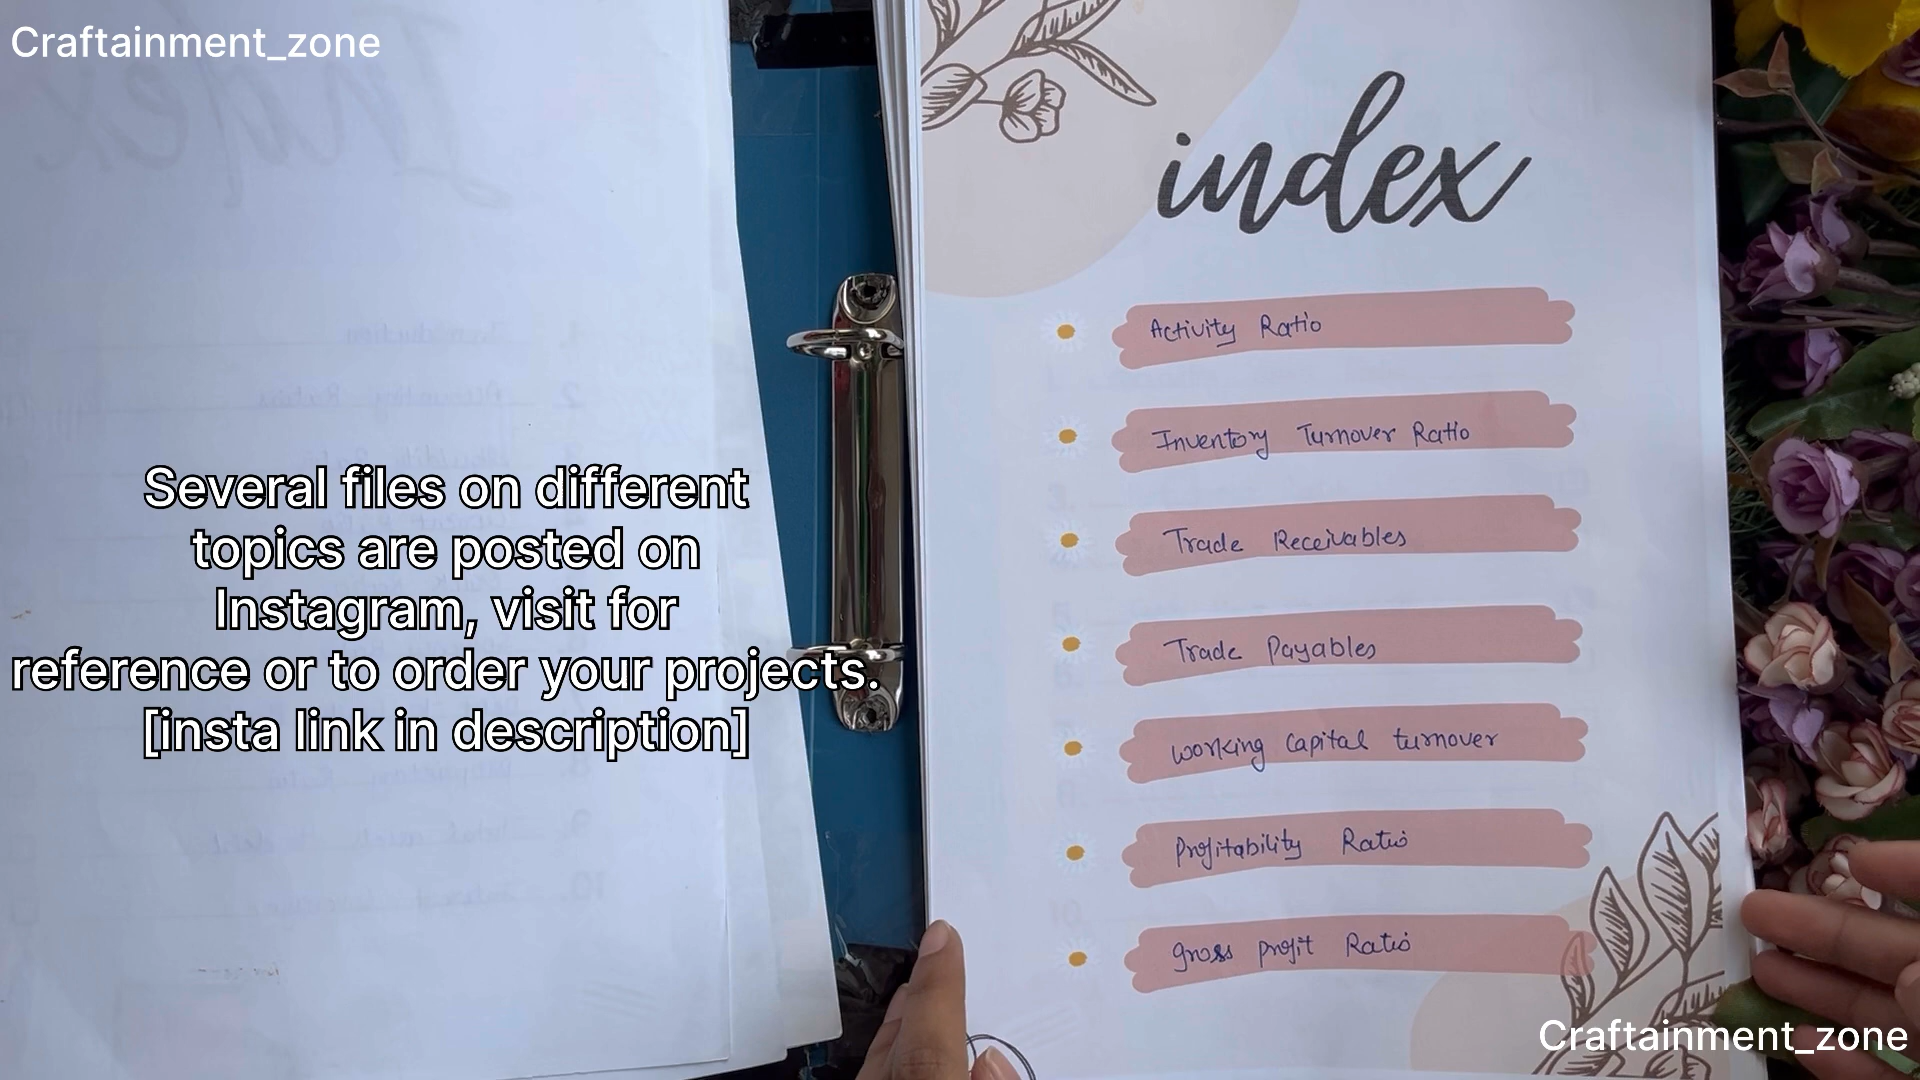 Craftainment_zone
Index
Several files on different
topics are posted on
Instagram, visit for
reference or to order your projects.
[insta link in description]
index
Activity Ratio
Inventory Turnover Ratio
Trade Receivables
Trade Payables
working capital turnover
Profitability Ratio
gross profit Ratio
Craftainment_zone